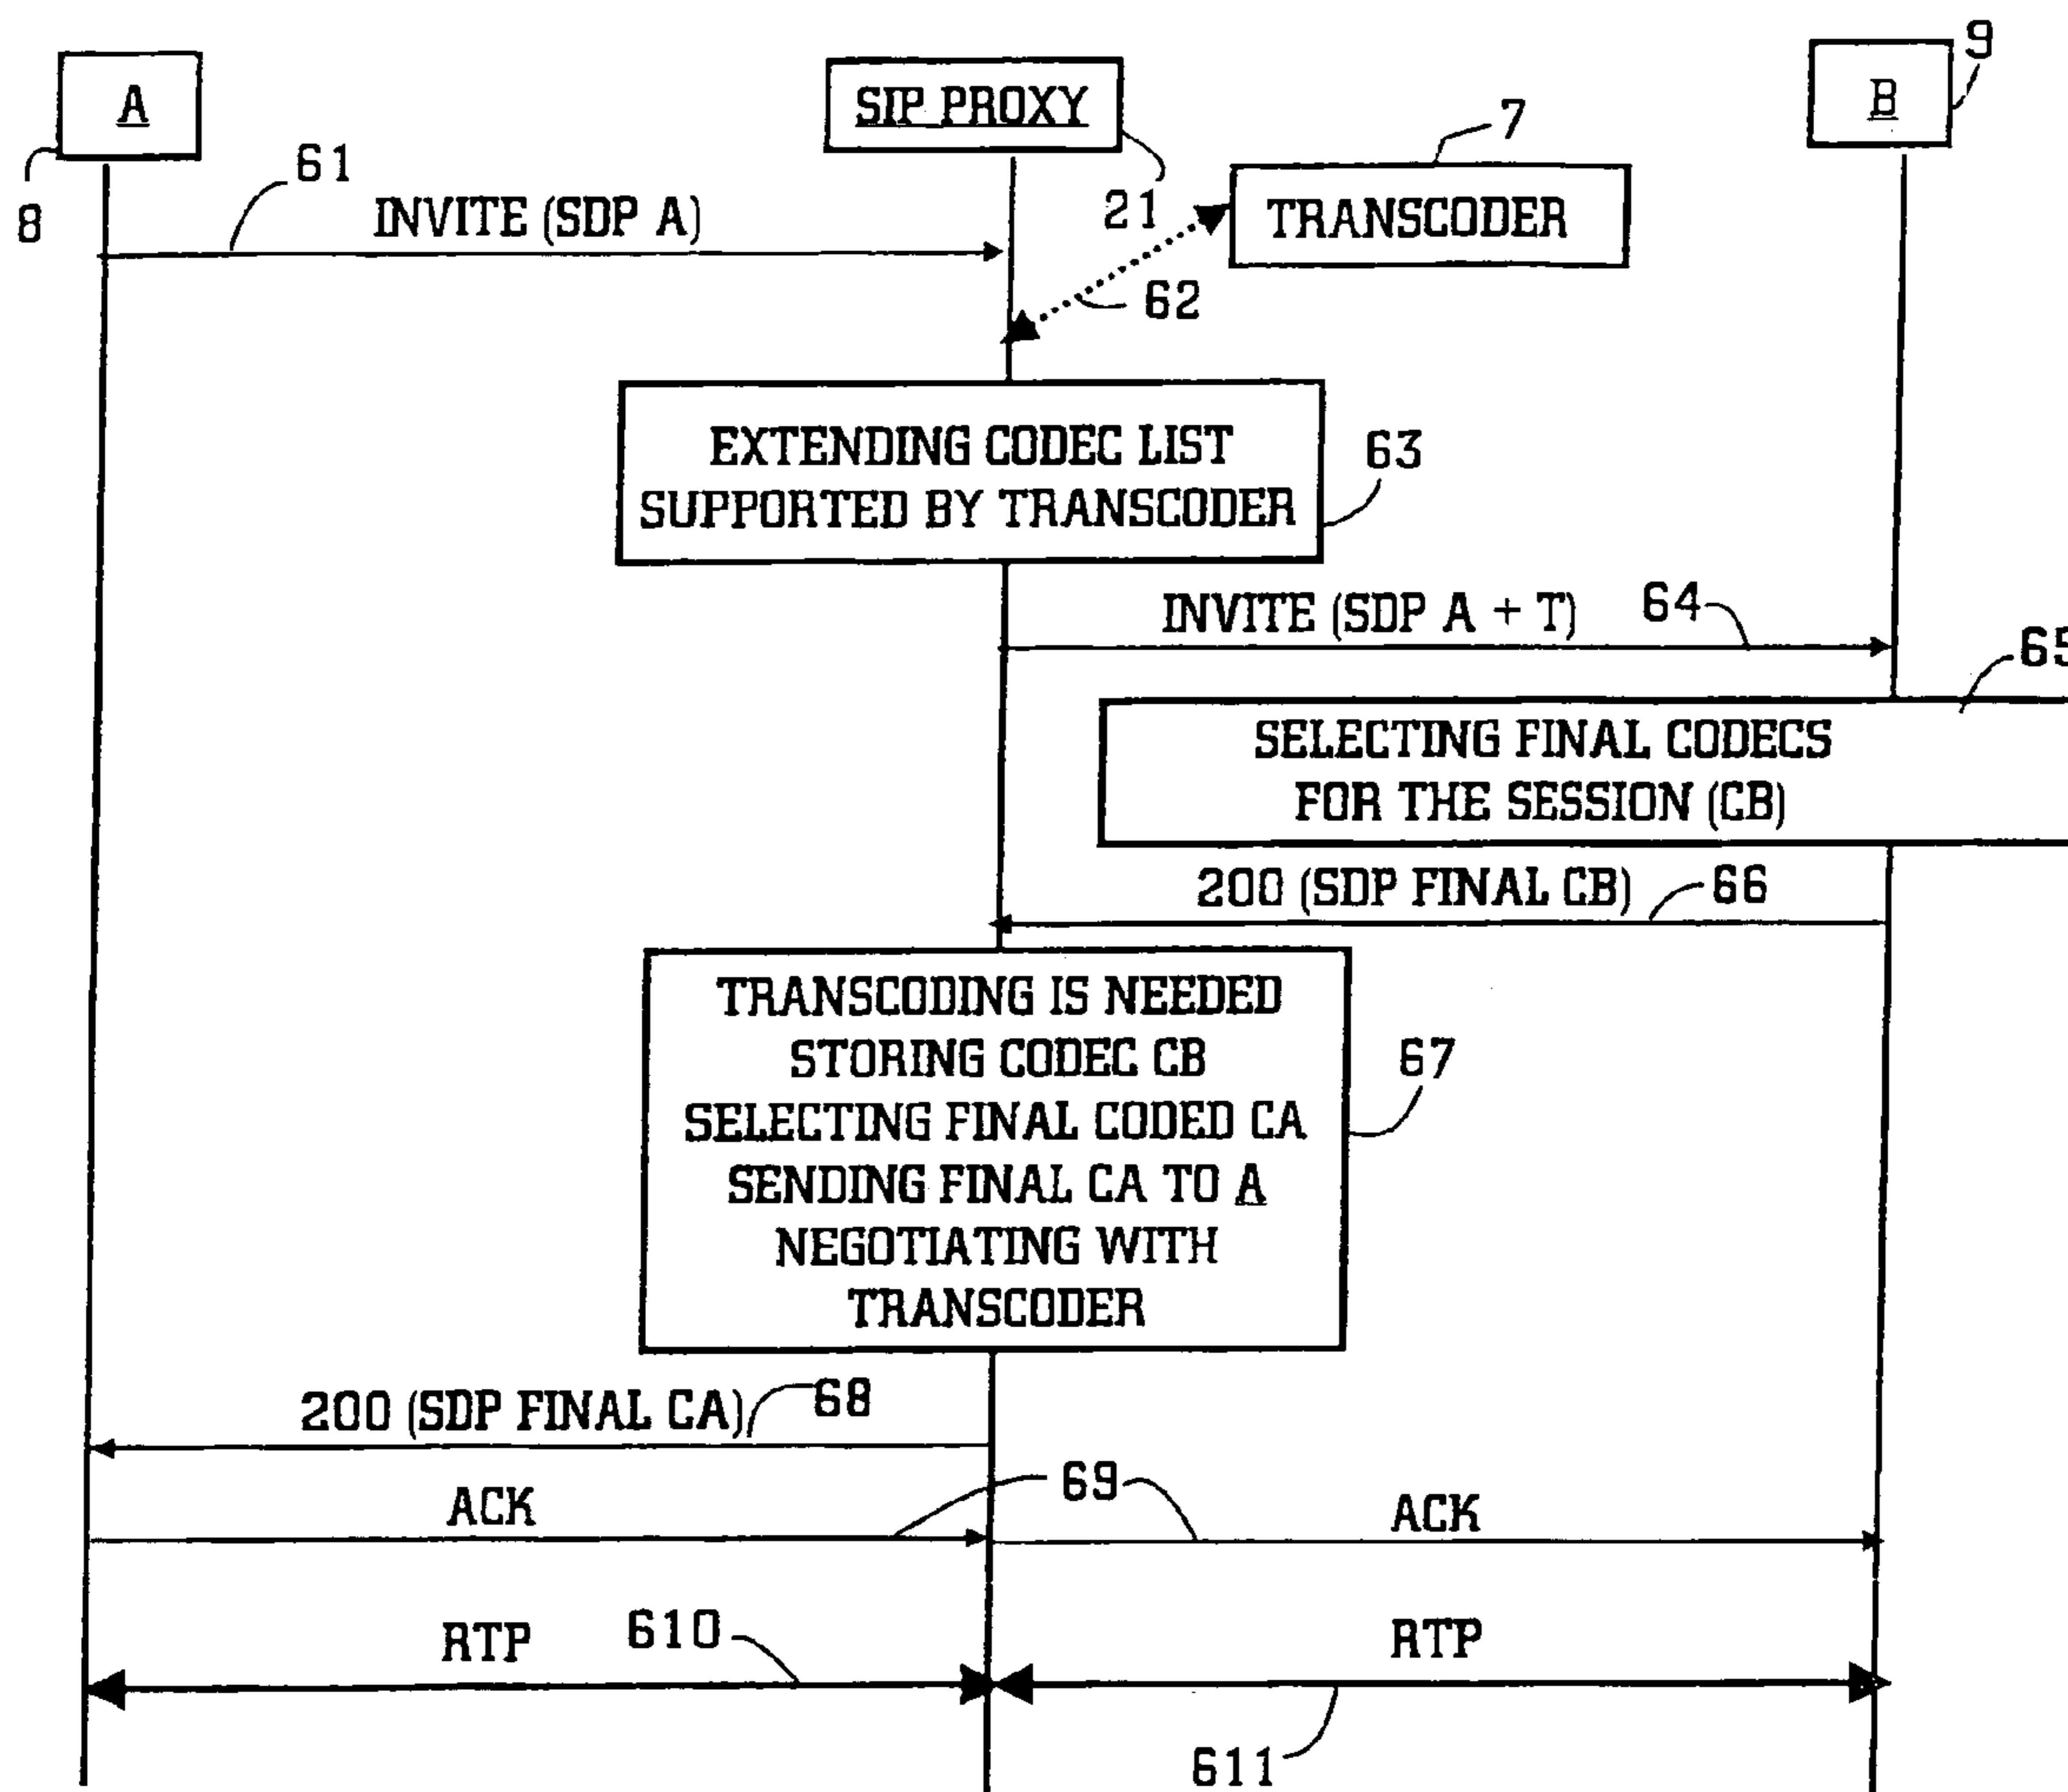 A
SIP PROXY
9
B
7
8
61
21
TRANSCODER
INVITE (SDP A)
62
EXTENDING CODEC LIST
SUPPORTED BY TRANSCODER
63
INVITE (SDP A + T)
64
65
SELECTING FINAL CODECS
FOR THE SESSION (CB)
200 (SDP FINAL CB)
66
TRANSCODING IS NEEDED
STORING CODEC CB
SELECTING FINAL CODED CA
SENDING FINAL CA TO A
NEGOTIATING WITH
TRANSCODER
67
200 (SDP FINAL CA)
68
69
ACK
ACK
RTP
610
RTP
611